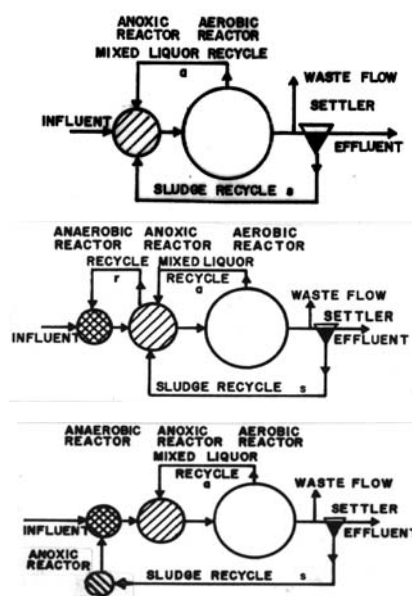 ANOXIC AEROBIC
REACTOR REACTOR
MIXED LIQUOR RECYCLE
a
WASTE FLOW
SETTLER
INFLUENT
EFFLUENT
SLUDGE RECYCLE s
ANAEROBIC ANOXIC AEROBIC
REACTOR REACTOR REACTOR
RECYCLE MIXED LIQUOR
r RECYCLE
a
WASTE FLOW
SETTLER
INFLUENT
EFFLUENT
SLUDGE RECYCLE s
ANAEROBIC ANOXIC AEROBIC
REACTOR REACTOR REACTOR
MIXED LIQUOR
RECYCLE
a
WASTE FLOW
SETTLER
INFLUENT
EFFLUENT
ANOXIC
REACTOR
SLUDGE RECYCLE s